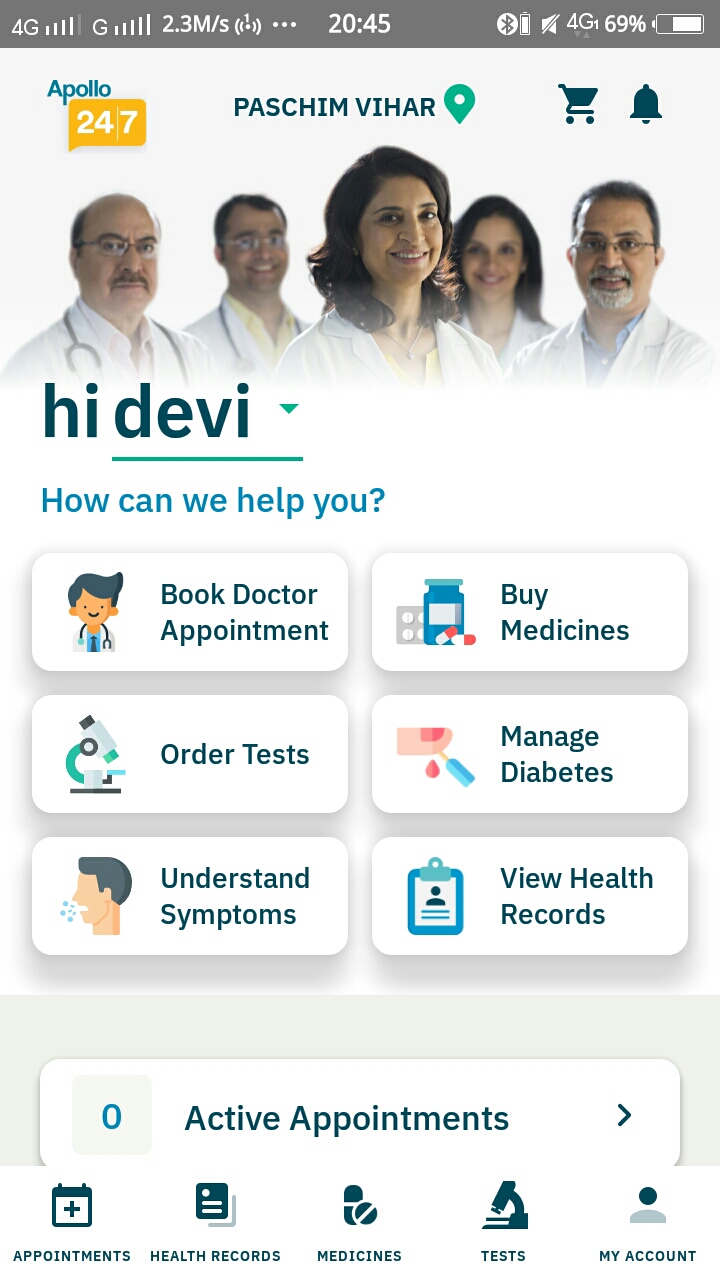 4G G 2.3M/s ... 20:45 4G 69%
Apollo
24|7
PASCHIM VIHAR
hi devi
How can we help you?
Book Doctor
Appointment
Buy
Medicines
Order Tests
Manage
Diabetes
Understand
Symptoms
View Health
Records
0 Active Appointments
APPOINTMENTS HEALTH RECORDS MEDICINES TESTS MY ACCOUNT